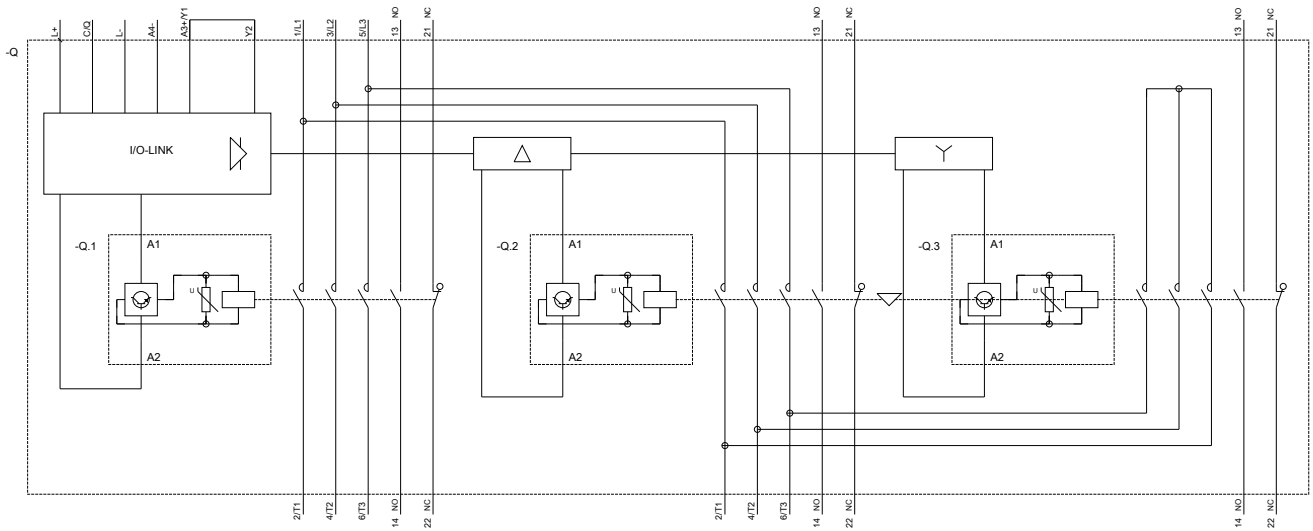 L+
C/Q
L-
A4-
A3+/Y1
Y2
1/L1
3/L2
5/L3
13 NO
21 NC
13 NO
21 NC
13 NO
21 NC
-Q
I/O-LINK
-Q.1
A1
U
A2
-Q.2
A1
U
A2
-Q.3
A1
U
A2
2/T1
4/T2
6/T3
14 NO
22 NC
2/T1
4/T2
6/T3
14 NO
22 NC
14 NO
22 NC